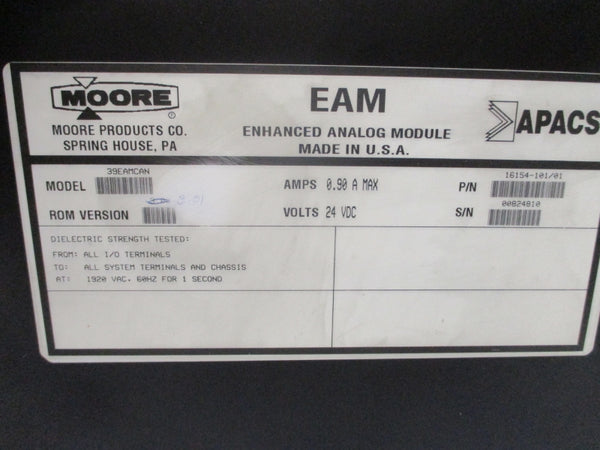 MOORE
®
MOORE PRODUCTS CO.
SPRING HOUSE, PA
EAM
ENHANCED ANALOG MODULE
MADE IN U.S.A.
APACS
39EAMCAN
MODEL
AMPS 0.90 A MAX
16154-101/01
P/N
ROM VERSION
VOLTS 24 VDC
00824810
S/N
DIELECTRIC STRENGTH TESTED:
FROM: ALL I/O TERMINALS
TO: ALL SYSTEM TERMINALS AND CHASSIS
AT: 1920 VAC. 60HZ FOR 1 SECOND